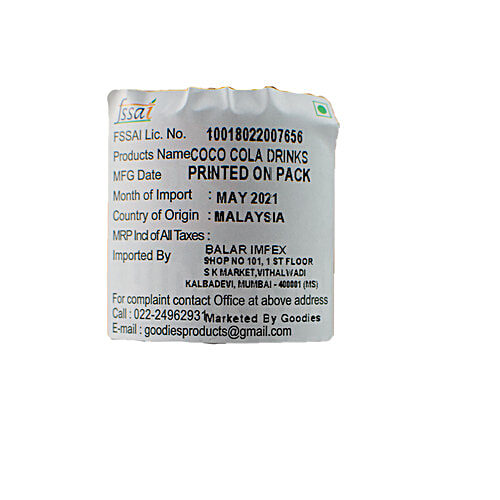 fssai
FSSAI Lic. No. 10018022007656
Products Name COCO COLA DRINKS
MFG Date PRINTED ON PACK
Month of Import : MAY 2021
Country of Origin : MALAYSIA
MRP Incl of All Taxes :
Imported By BALAR IMPEX
SHOP NO 101, 1 ST FLOOR
S K MARKET, VITHALWADI
KALBADEVI, MUMBAI - 400001 (MS)
For complaint contact Office at above address
Call : 022-24962931 Marketed By Goodies
E-mail : goodiesproducts@gmail.com